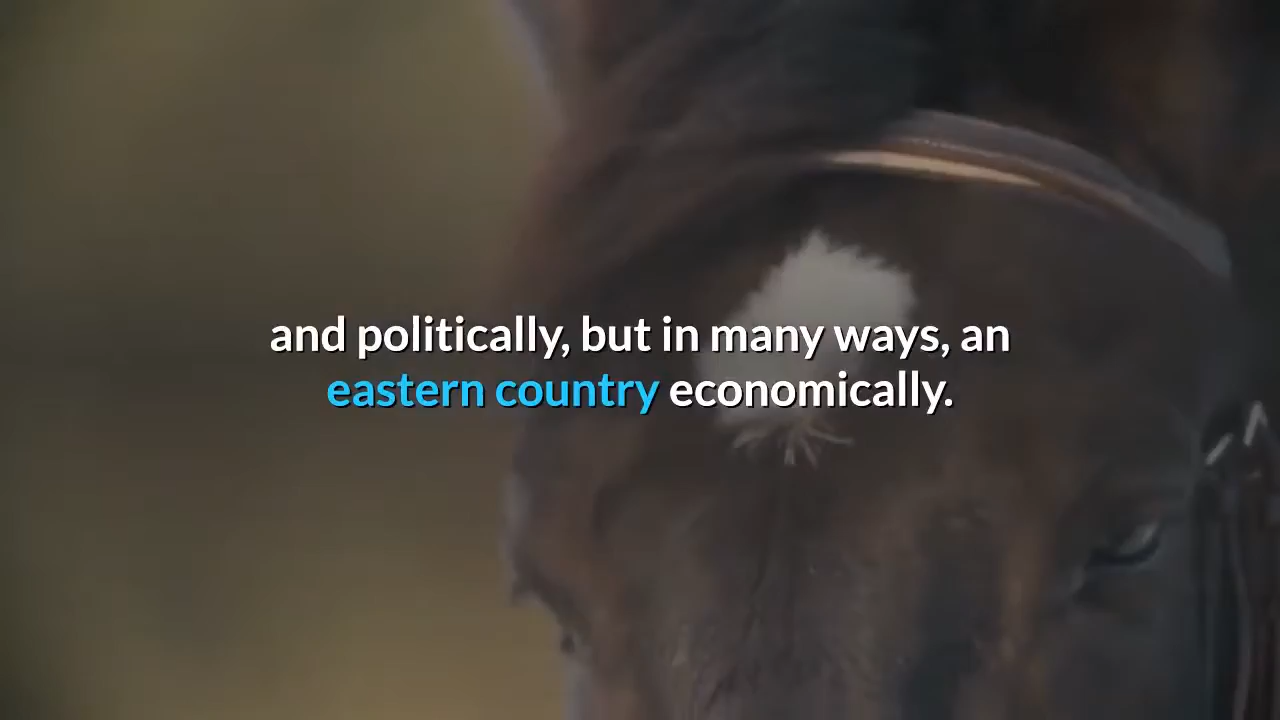 and politically, but in many ways, an
eastern country economically.